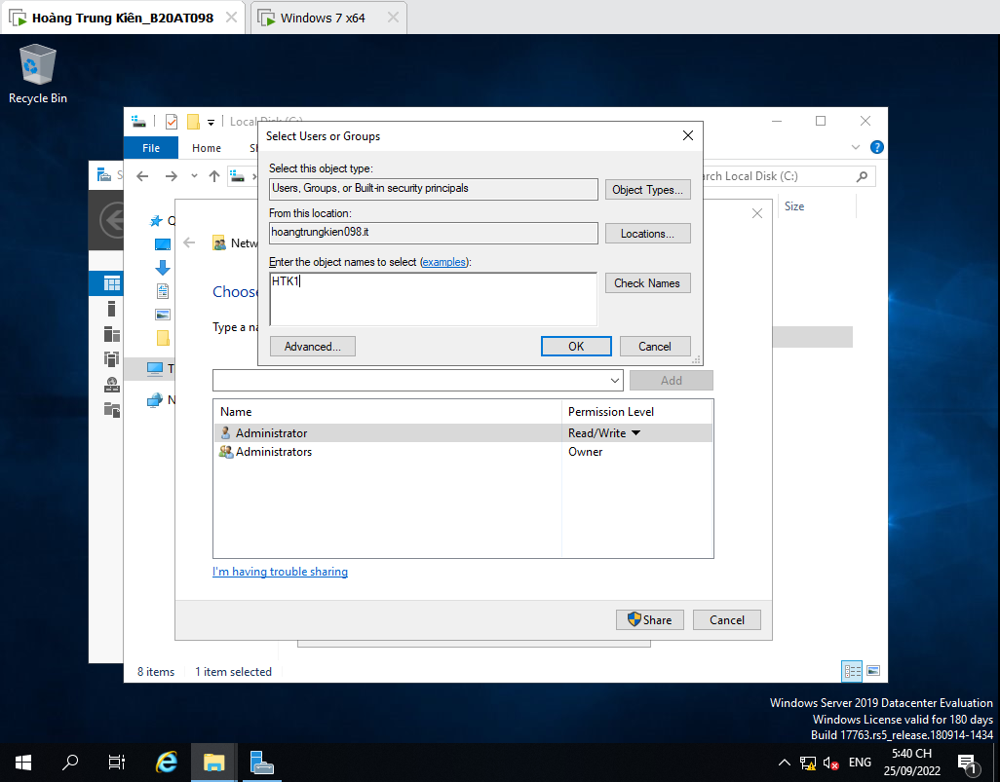 Hoàng Trung Kiên_B20AT098
Windows 7 x64
Recycle Bin
Local Disk (C:)
File
Home
Select Users or Groups
Select this object type:
Users, Groups, or Built-in security principals
Object Types...
From this location:
hoangtrungkien098.it
Locations...
Enter the object names to select (examples):
HTK1
Check Names
Advanced...
OK
Cancel
arch Local Disk (C:)
Size
Netw
Choose
Type a na
Add
Name
Permission Level
Administrator
Read/Write
Administrators
Owner
I'm having trouble sharing
Share
Cancel
8 items
1 item selected
Windows Server 2019 Datacenter Evaluation
Windows License valid for 180 days
Build 17763.rs5_release.180914-1434
ENG
5:40 CH
25/09/2022
1